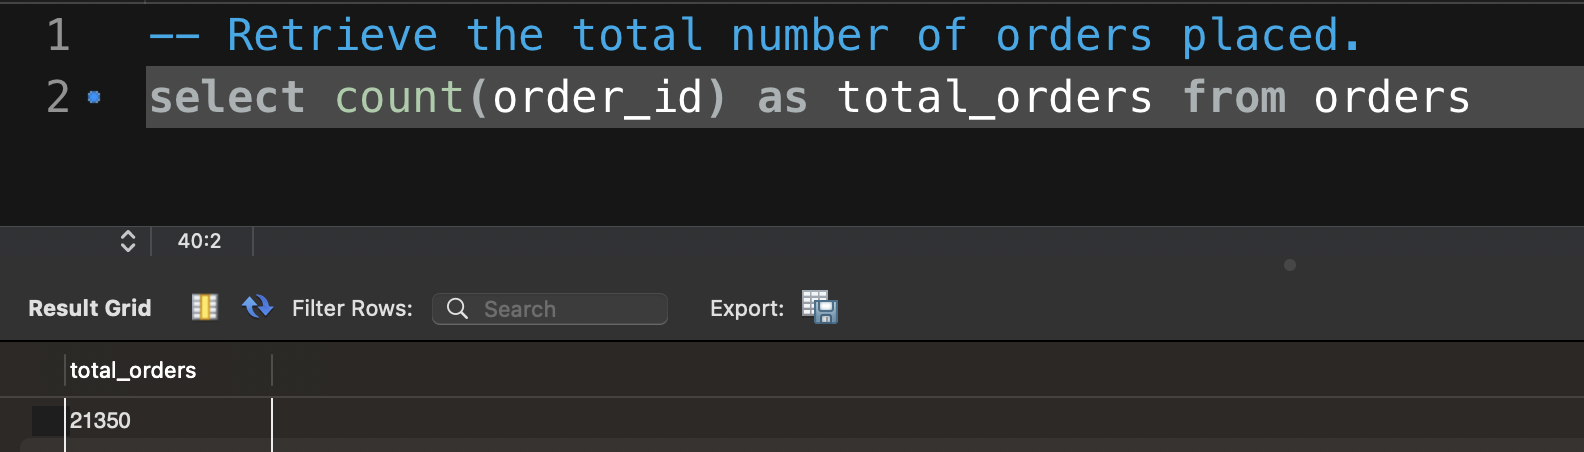 1 -- Retrieve the total number of orders placed.
2 select count(order_id) as total_orders from orders
40:2
Result Grid Filter Rows: Search Export:
total_orders
21350